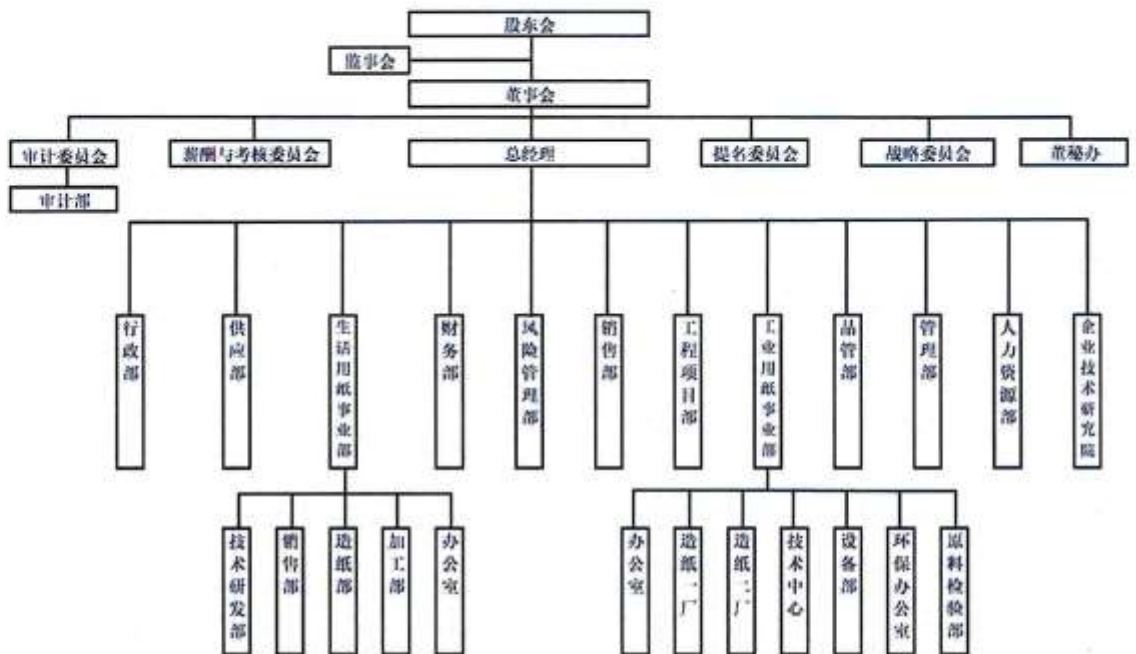 股东会
监事会
董事会
审计委员会
薪酬与考核委员会
总经理
提名委员会
战略委员会
董秘办
审计部
行政部
供应部
生活用纸事业部
财务部
风险管理部
销售部
工程项目部
工业用纸事业部
品管部
管理部
人力资源部
企业技术研究院
技术研发部
销售部
造纸部
加工部
办公室
办公室
造纸一厂
造纸二厂
技术中心
设备部
环保办公室
原料检验部